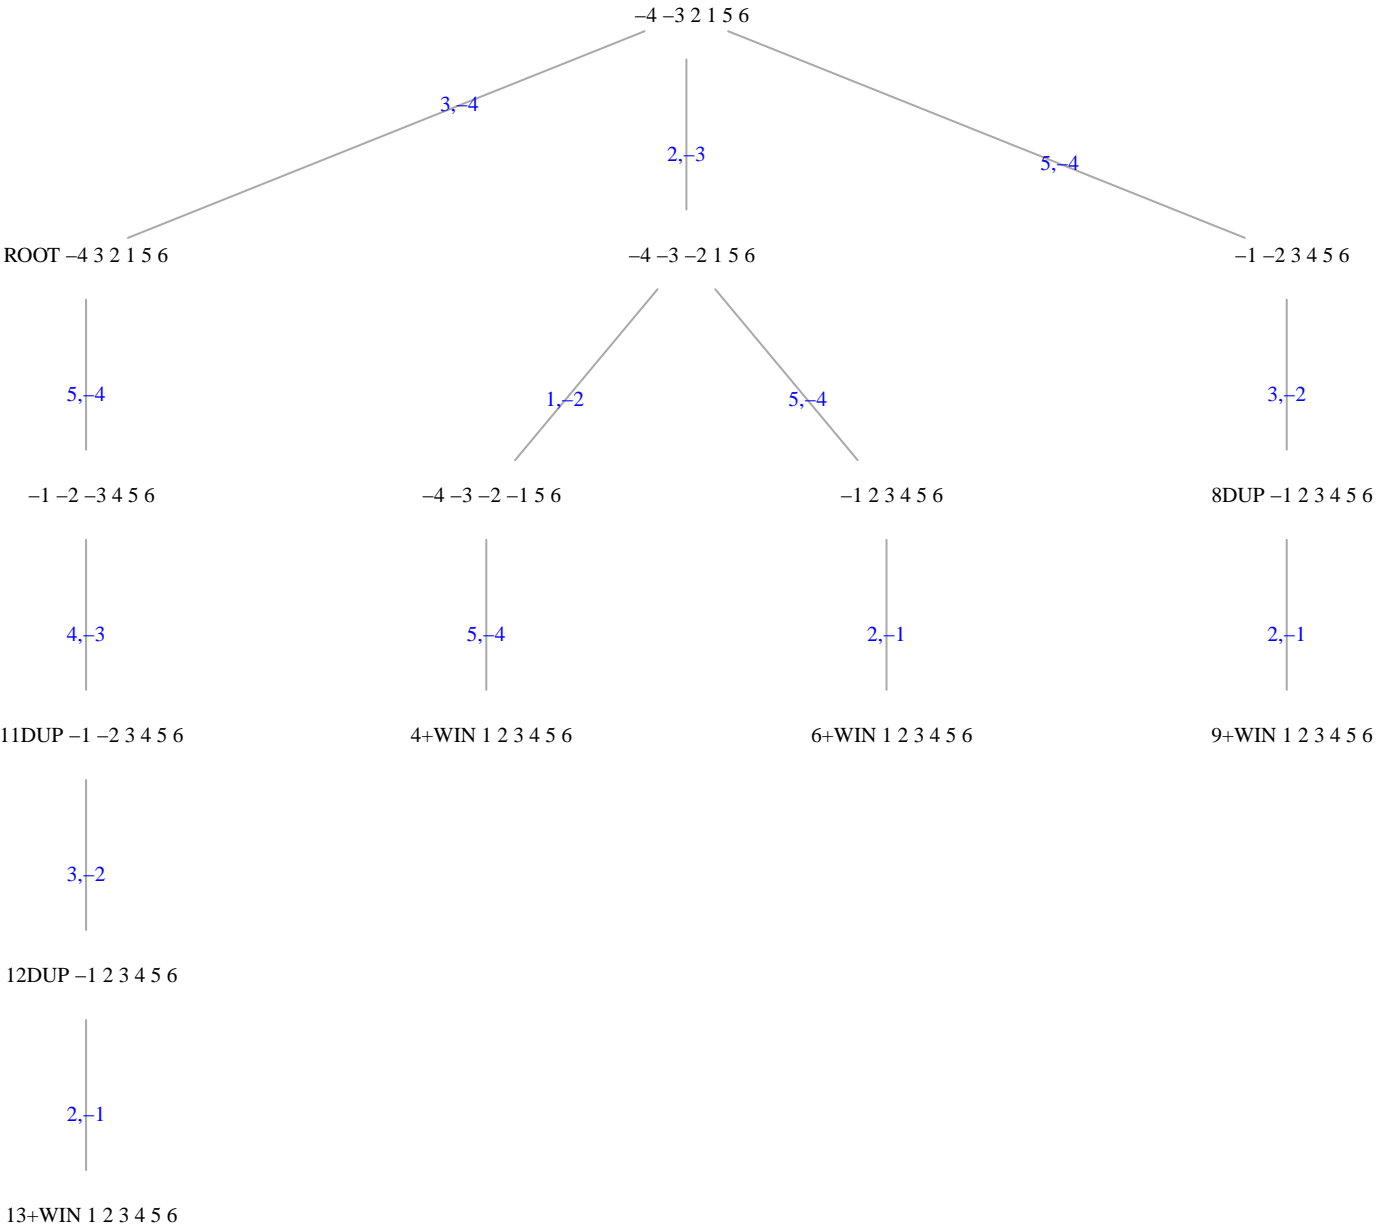 –4 –3 2 1 5 6
3,–4
2,–3
5,–4
ROOT –4 3 2 1 5 6
–4 –3 –2 1 5 6
–1 –2 3 4 5 6
5,–4
1,–2
5,–4
3,–2
–1 –2 –3 4 5 6
–4 –3 –2 –1 5 6
–1 2 3 4 5 6
8DUP –1 2 3 4 5 6
4,–3
5,–4
2,–1
2,–1
11DUP –1 –2 3 4 5 6
4+WIN 1 2 3 4 5 6
6+WIN 1 2 3 4 5 6
9+WIN 1 2 3 4 5 6
3,–2
12DUP –1 2 3 4 5 6
2,–1
13+WIN 1 2 3 4 5 6